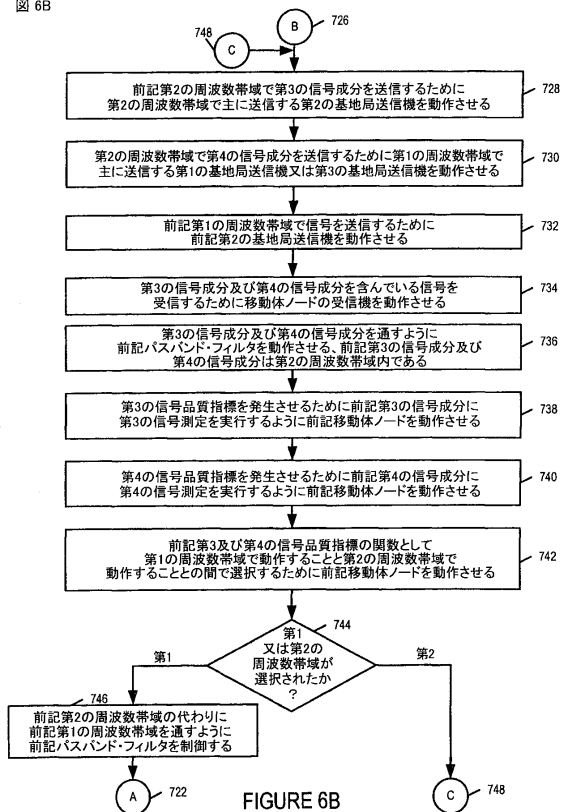 図 6B
B
726
748
C
前記第2の周波数帯域で第3の信号成分を送信するために
第2の周波数帯域で主に送信する第2の基地局送信機を動作させる
728
第2の周波数帯域で第4の信号成分を送信するために第1の周波数帯域で
主に送信する第1の基地局送信機又は第3の基地局送信機を動作させる
730
前記第1の周波数帯域で信号を送信するために
前記第2の基地局送信機を動作させる
732
第3の信号成分及び第4の信号成分を含んでいる信号を
受信するために移動体ノードの受信機を動作させる
734
第3の信号成分及び第4の信号成分を通すように
前記パスバンド・フィルタを動作させる、前記第3の信号成分及び
第4の信号成分は第2の周波数帯域内である
736
第3の信号品質指標を発生させるために前記第3の信号成分に
第3の信号測定を実行するように前記移動体ノードを動作させる
738
第4の信号品質指標を発生させるために前記第4の信号成分に
第4の信号測定を実行するように前記移動体ノードを動作させる
740
前記第3及び第4の信号品質指標の関数として
第1の周波数帯域で動作することと第2の周波数帯域で
動作することとの間で選択するために前記移動体ノードを動作させる
742
744
第1
又は第2の
周波数帯域が
選択されたか
?
第1
第2
746
前記第2の周波数帯域の代わりに
前記第1の周波数帯域を通すように
前記パスバンド・フィルタを制御する
A
722
C
748
FIGURE 6B